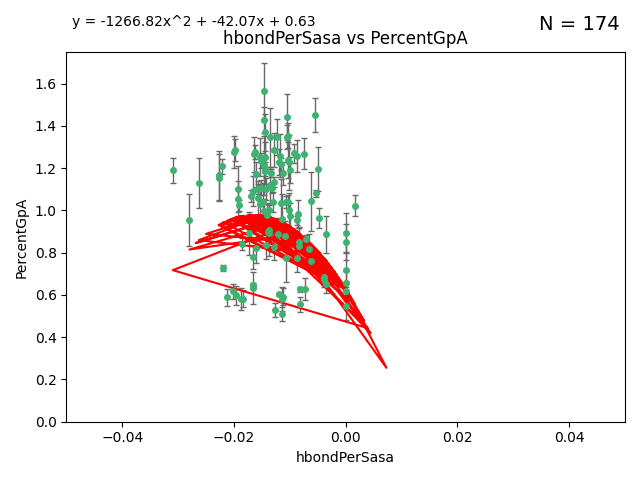 y = -1266.82x^2 + -42.07x + 0.63
N = 174
hbondPerSasa vs PercentGpA
1.6
1.4
1.2
1.0
0.8
0.6
0.4
0.2
0.0
PercentGpA
−0.04 −0.02 0.00 0.02 0.04
hbondPerSasa